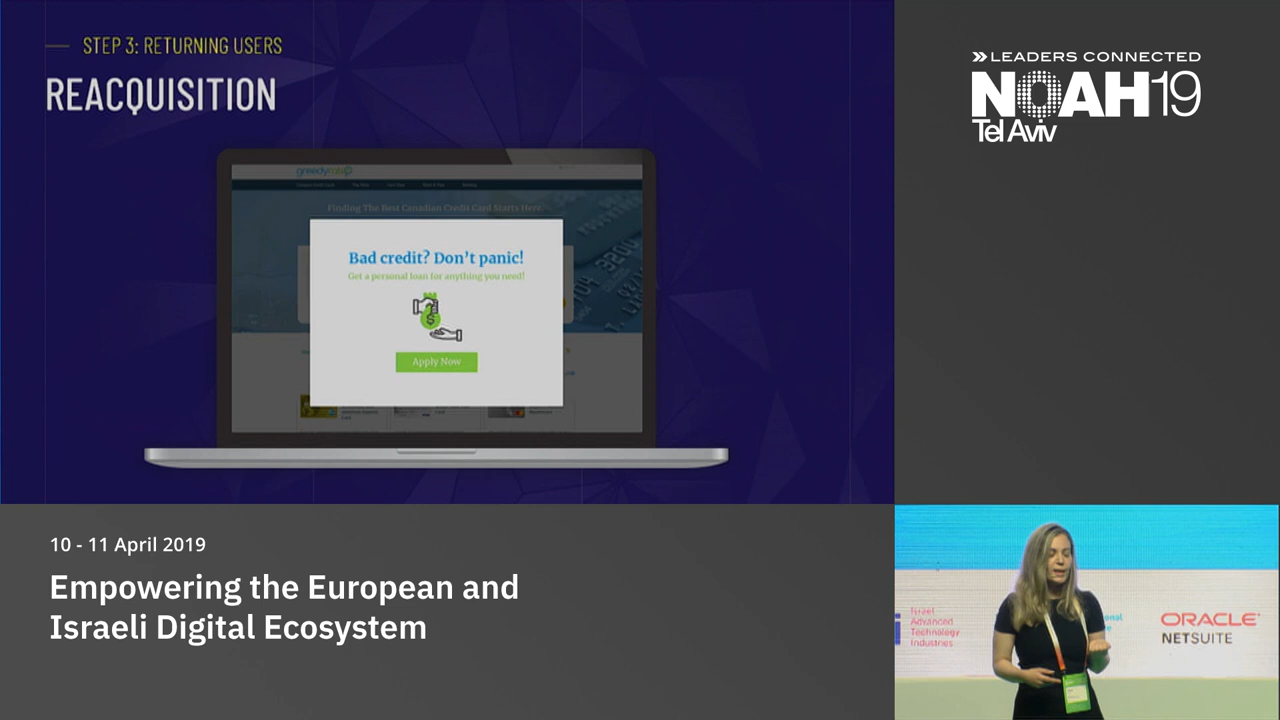 STEP 3: RETURNING USERS
REACQUISITION
greedyrates
Finding The Best Canadian Credit Card Starts Here.
Bad credit? Don't panic!
Get a personal loan for anything you need!
$
Apply Now
LEADERS CONNECTED
NOAH19
Tel Aviv
10 - 11 April 2019
Empowering the European and
Israeli Digital Ecosystem
Israel
Advanced
Technology
Industries
ORACLE
NETSUITE